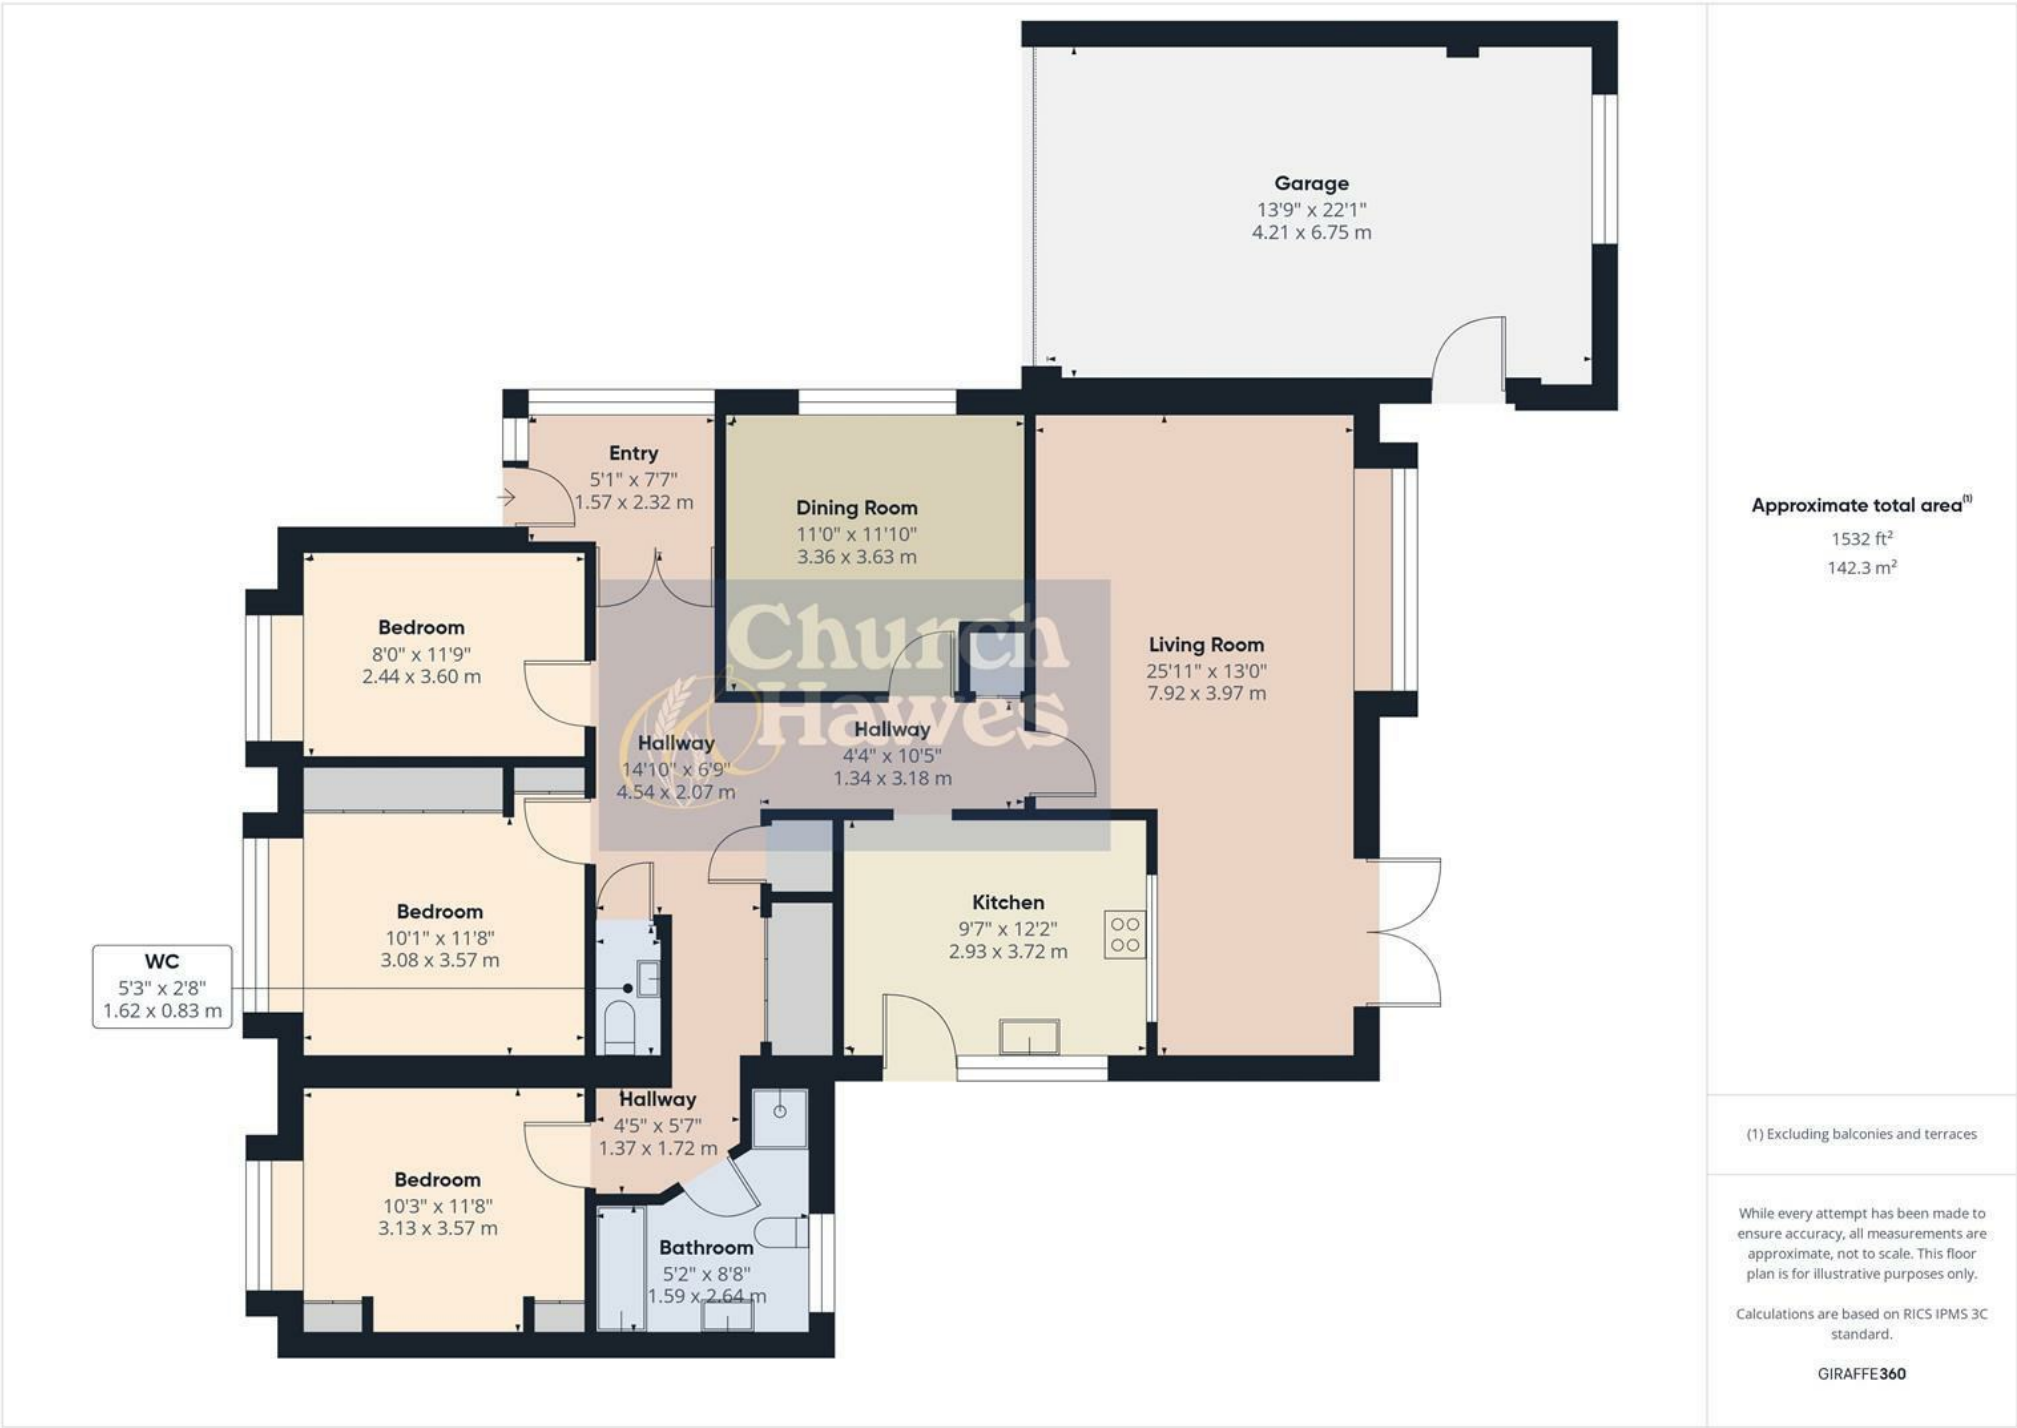 Garage
13'9" x 22'1"
4.21 x 6.75 m
Entry
5'1" x 7'7"
1.57 x 2.32 m
Dining Room
11'0" x 11'10"
3.36 x 3.63 m
Living Room
25'11" x 13'0"
7.92 x 3.97 m
Bedroom
8'0" x 11'9"
2.44 x 3.60 m
Church
& Hawes
Hallway
14'10" x 6'9"
4.54 x 2.07 m
Hallway
4'4" x 10'5"
1.34 x 3.18 m
Bedroom
10'1" x 11'8"
3.08 x 3.57 m
WC
5'3" x 2'8"
1.62 x 0.83 m
Kitchen
9'7" x 12'2"
2.93 x 3.72 m
Hallway
4'5" x 5'7"
1.37 x 1.72 m
Bedroom
10'3" x 11'8"
3.13 x 3.57 m
Bathroom
5'2" x 8'8"
1.59 x 2.64 m
Approximate total area(1)
1532 ft²
142.3 m²
(1) Excluding balconies and terraces
While every attempt has been made to
ensure accuracy, all measurements are
approximate, not to scale. This floor
plan is for illustrative purposes only.
Calculations are based on RICS IPMS 3C
standard.
GIRAFFE360